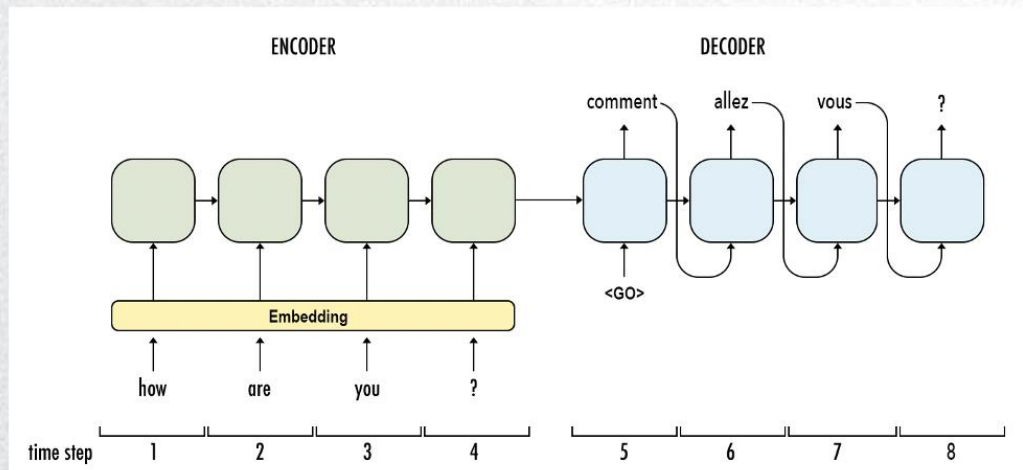 ENCODER DECODER
comment allez vous ?
<GO>
Embedding
how are you ?
time step 1 2 3 4 5 6 7 8